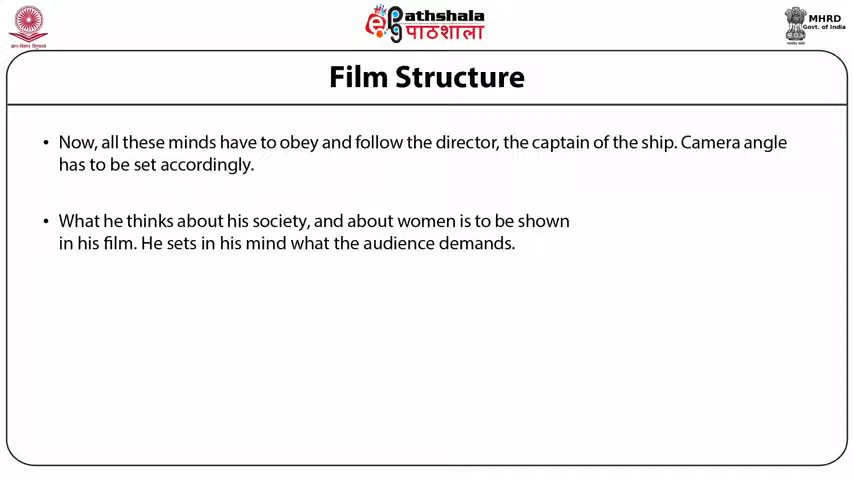 ePathshala
पाठशाला
MHRD
Govt. of India
Film Structure
• Now, all these minds have to obey and follow the director, the captain of the ship. Camera angle
has to be set accordingly.
• What he thinks about his society, and about women is to be shown
in his film. He sets in his mind what the audience demands.